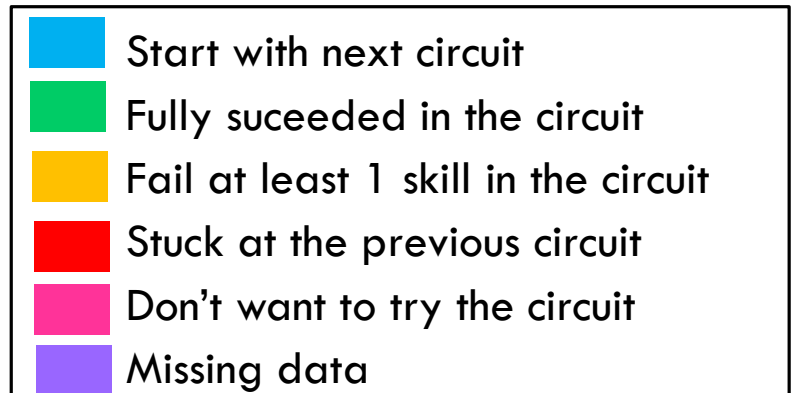 Start with next circuit
Fully suceeded in the circuit
Fail at least 1 skill in the circuit
Stuck at the previous circuit
Don't want to try the circuit
Missing data